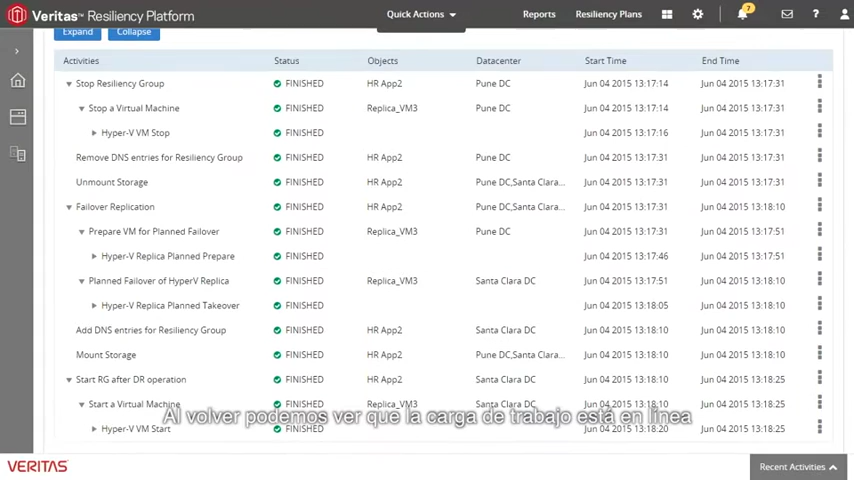 Veritas™ Resiliency Platform Quick Actions Reports Resiliency Plans 7 ?
Expand Collapse
Activities Status Objects Datacenter Start Time End Time
Stop Resiliency Group FINISHED HR App2 Pune DC Jun 04 2015 13:17:14 Jun 04 2015 13:17:31
Stop a Virtual Machine FINISHED Replica_VM3 Pune DC Jun 04 2015 13:17:14 Jun 04 2015 13:17:31
Hyper-V VM Stop FINISHED Jun 04 2015 13:17:16 Jun 04 2015 13:17:31
Remove DNS entries for Resiliency Group FINISHED HR App2 Pune DC Jun 04 2015 13:17:31 Jun 04 2015 13:17:31
Unmount Storage FINISHED HR App2 Pune DC,Santa Clara... Jun 04 2015 13:17:31 Jun 04 2015 13:17:31
Failover Replication FINISHED HR App2 Pune DC,Santa Clara... Jun 04 2015 13:17:31 Jun 04 2015 13:18:10
Prepare VM for Planned Failover FINISHED Replica_VM3 Pune DC Jun 04 2015 13:17:31 Jun 04 2015 13:17:51
Hyper-V Replica Planned Prepare FINISHED Jun 04 2015 13:17:46 Jun 04 2015 13:17:51
Planned Failover of HyperV Replica FINISHED Replica_VM3 Santa Clara DC Jun 04 2015 13:17:51 Jun 04 2015 13:18:10
Hyper-V Replica Planned Takeover FINISHED Jun 04 2015 13:18:05 Jun 04 2015 13:18:10
Add DNS entries for Resiliency Group FINISHED HR App2 Santa Clara DC Jun 04 2015 13:18:10 Jun 04 2015 13:18:10
Mount Storage FINISHED HR App2 Pune DC,Santa Clara... Jun 04 2015 13:18:10 Jun 04 2015 13:18:10
Start RG after DR operation FINISHED HR App2 Santa Clara DC Jun 04 2015 13:18:10 Jun 04 2015 13:18:25
Start a Virtual Machine FINISHED Replica_VM3 Santa Clara DC Jun 04 2015 13:18:10 Jun 04 2015 13:18:25
Al volver podemos ver que la carga de trabajo está en línea
Hyper-V VM Start FINISHED Jun 04 2015 13:18:20 Jun 04 2015 13:18:25
VERITAS Recent Activities